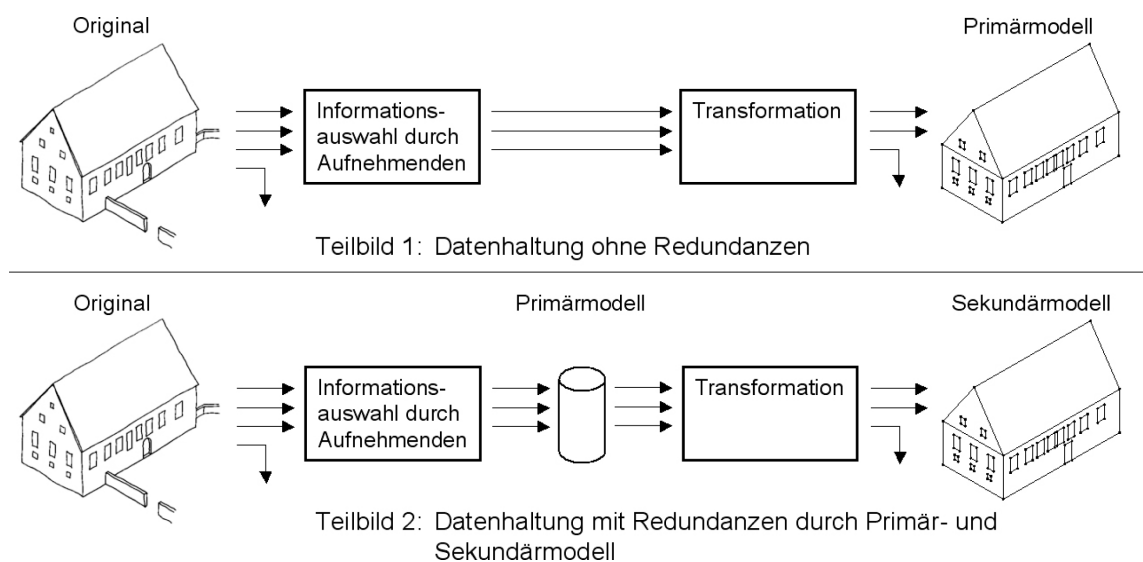 Original
Primärmodell
Informations-
auswahl durch
Aufnehmenden
Transformation
Teilbild 1: Datenhaltung ohne Redundanzen
Original
Primärmodell
Sekundärmodell
Informations-
auswahl durch
Aufnehmenden
Transformation
Teilbild 2: Datenhaltung mit Redundanzen durch Primär- und
Sekundärmodell